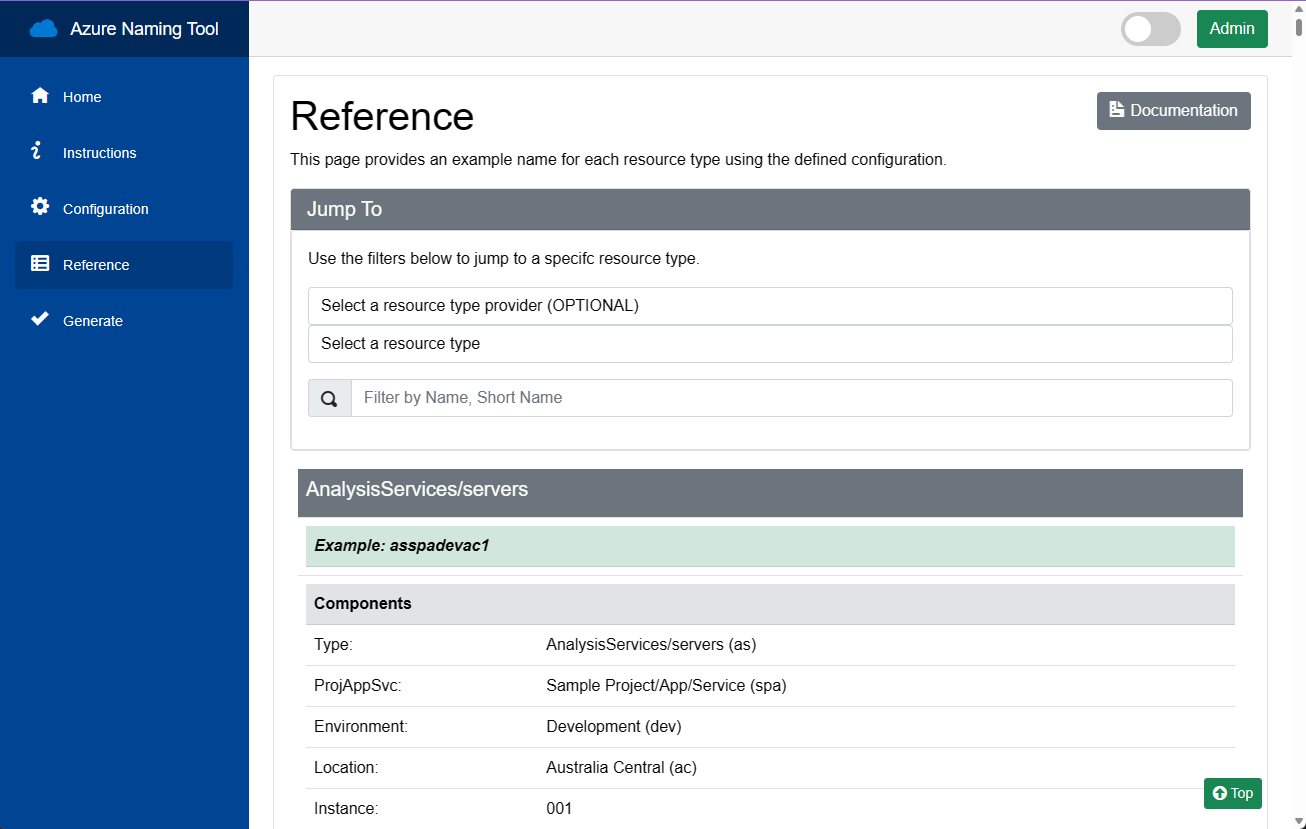 Azure Naming Tool
Admin
Home
Instructions
Configuration
Reference
Generate
Reference
Documentation
This page provides an example name for each resource type using the defined configuration.
Jump To
Use the filters below to jump to a specifc resource type.
Select a resource type provider (OPTIONAL)
Select a resource type
Filter by Name, Short Name
AnalysisServices/servers
Example: asspadevac1
Components
Type: AnalysisServices/servers (as)
ProjAppSvc: Sample Project/App/Service (spa)
Environment: Development (dev)
Location: Australia Central (ac)
Instance: 001
Top